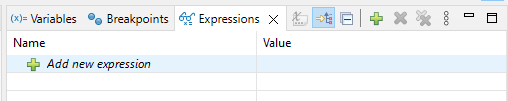 (x)= Variables Breakpoints Expressions
Name Value
Add new expression